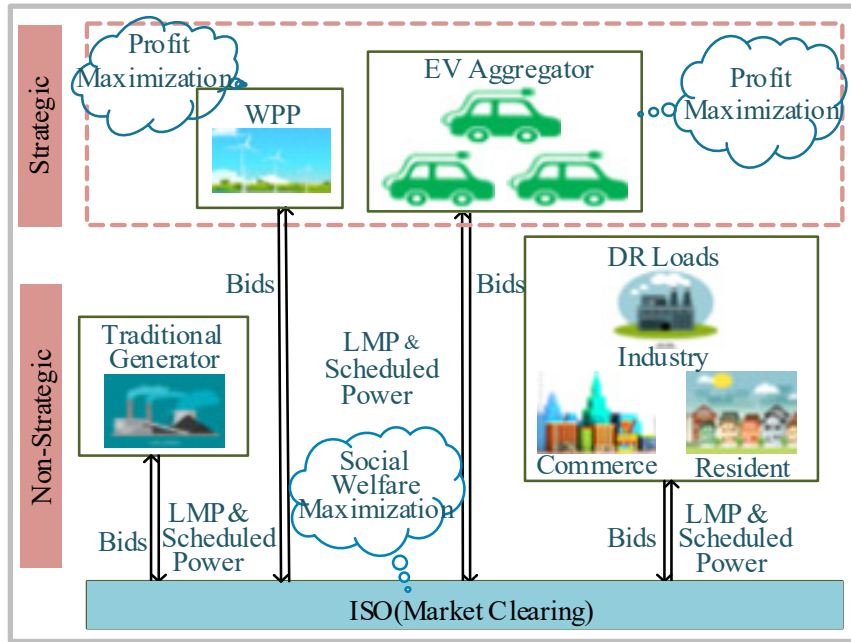 Strategic
Profit
Maximization
WPP
EV Aggregator
Profit
Maximization
Non-Strategic
Traditional
Generator
Bids
Bids
LMP &
Scheduled
Power
DR Loads
Industry
Commerce
Resident
Social
Welfare
Maximization
Bids
LMP &
Scheduled
Power
Bids
LMP &
Scheduled
Power
ISO(Market Clearing)